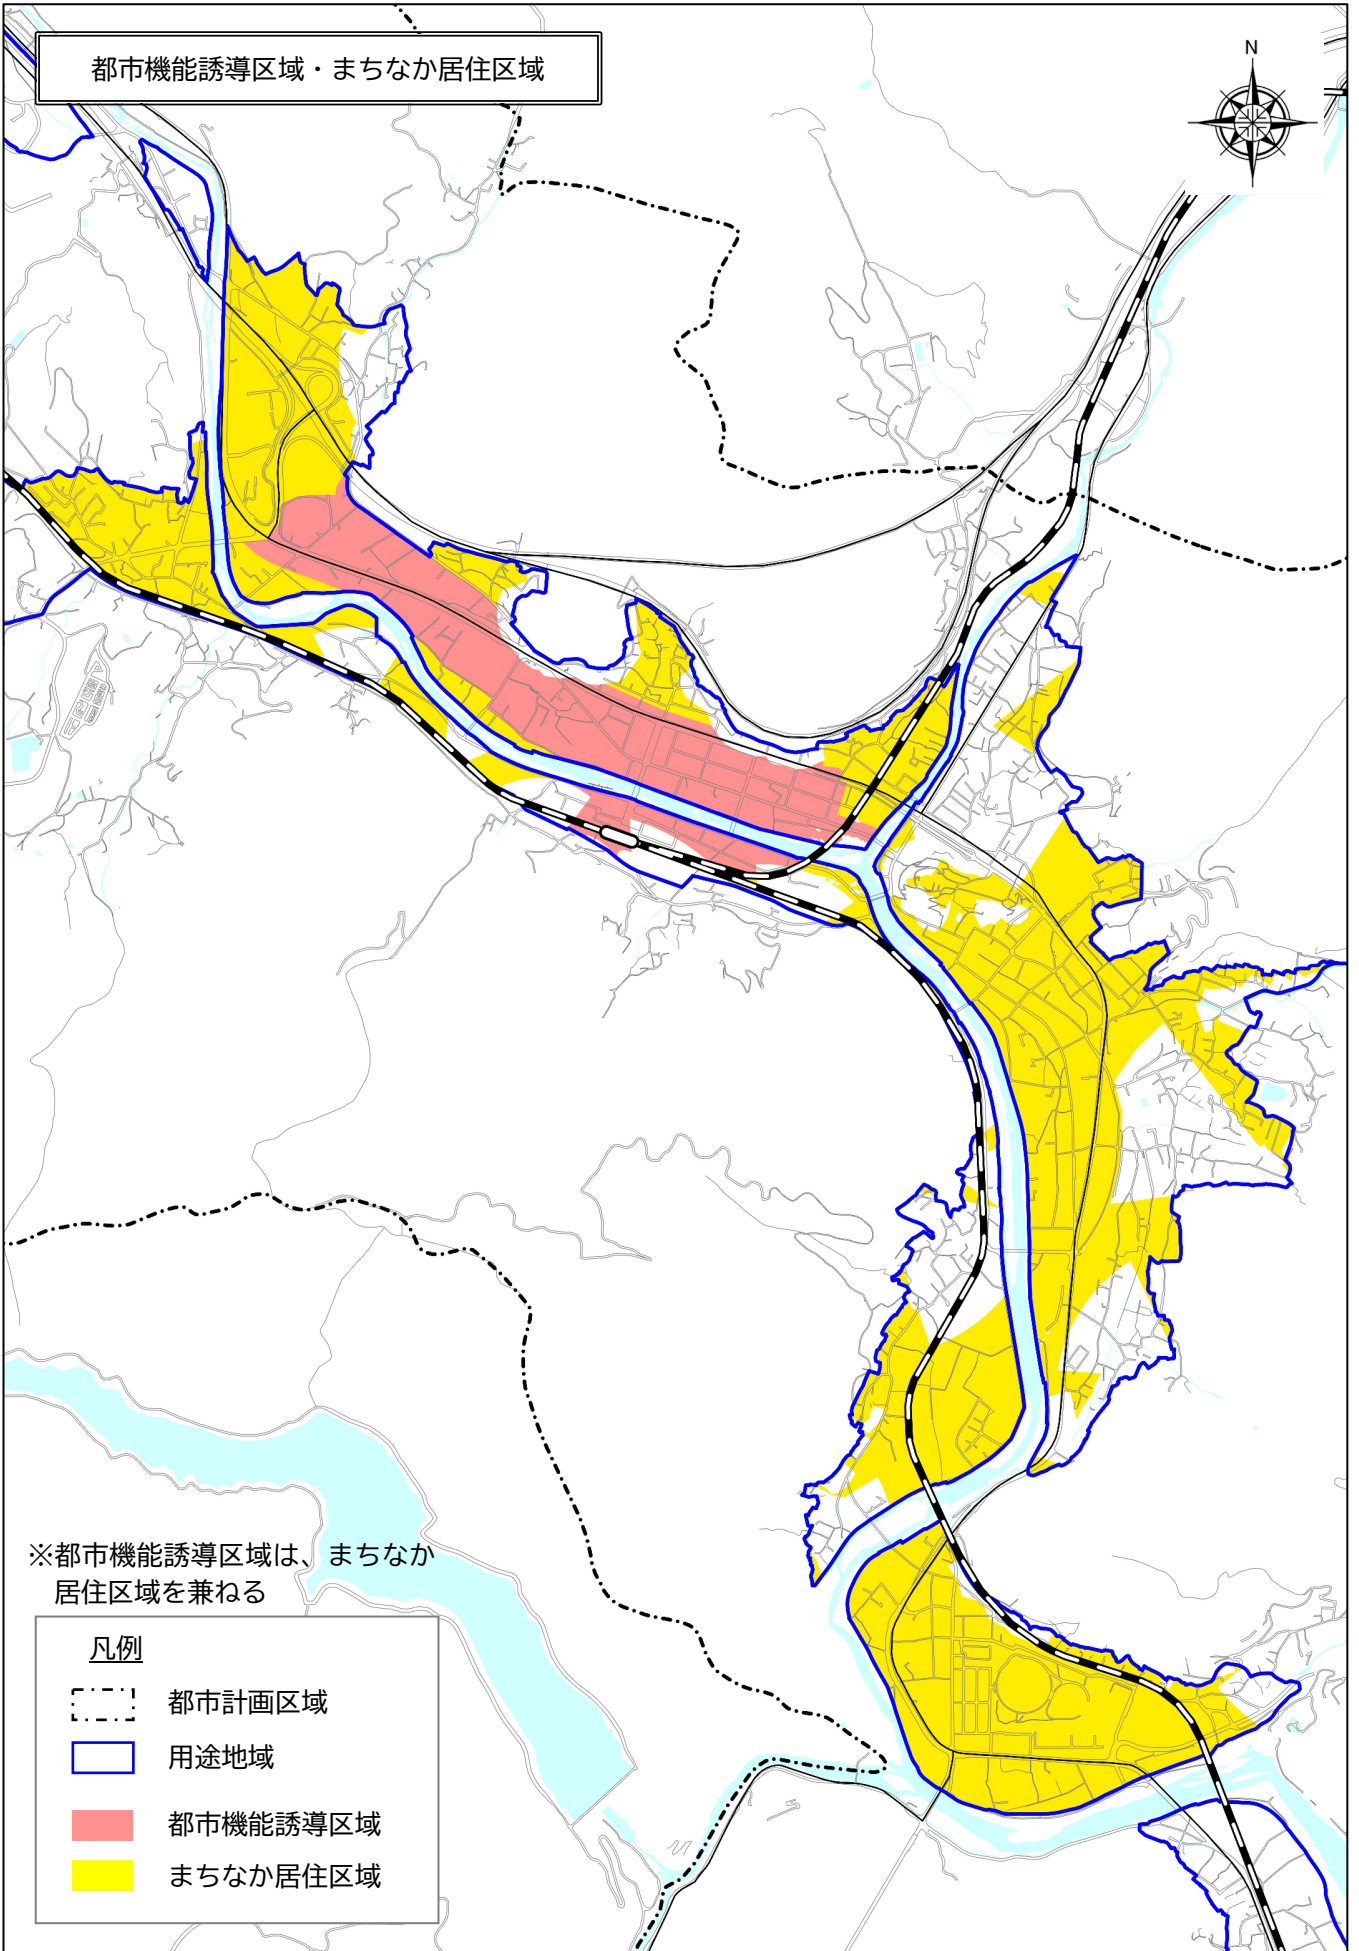 都市機能誘導区域・まちなか居住区域
N
※都市機能誘導区域は、まちなか
居住区域を兼ねる
凡例
都市計画区域
用途地域
都市機能誘導区域
まちなか居住区域